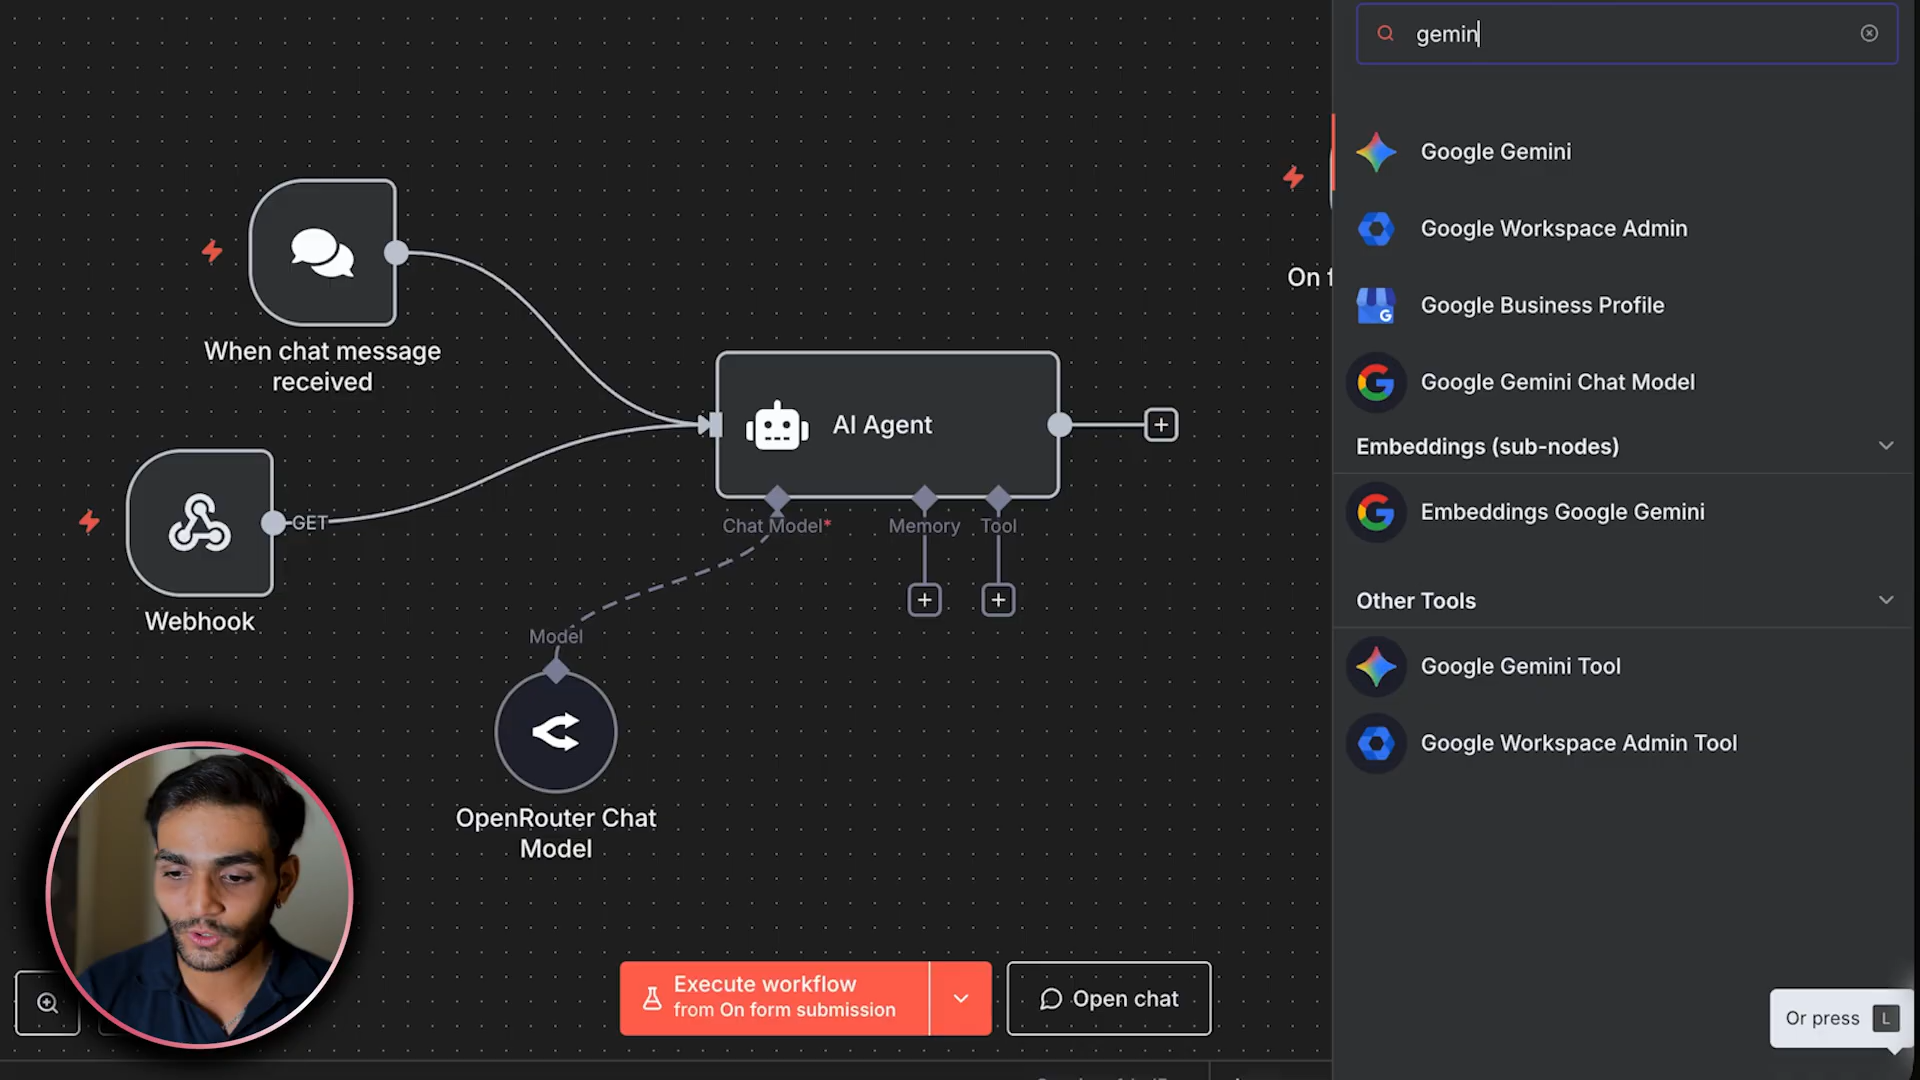 gemin
Google Gemini
Google Workspace Admin
Google Business Profile
Google Gemini Chat Model
Embeddings (sub-nodes)
Embeddings Google Gemini
Other Tools
Google Gemini Tool
Google Workspace Admin Tool
When chat message
received
On f
AI Agent
GET
Webhook
Chat Model*
Memory
Tool
Model
OpenRouter Chat
Model
Execute workflow
from On form submission
Open chat
Or press L